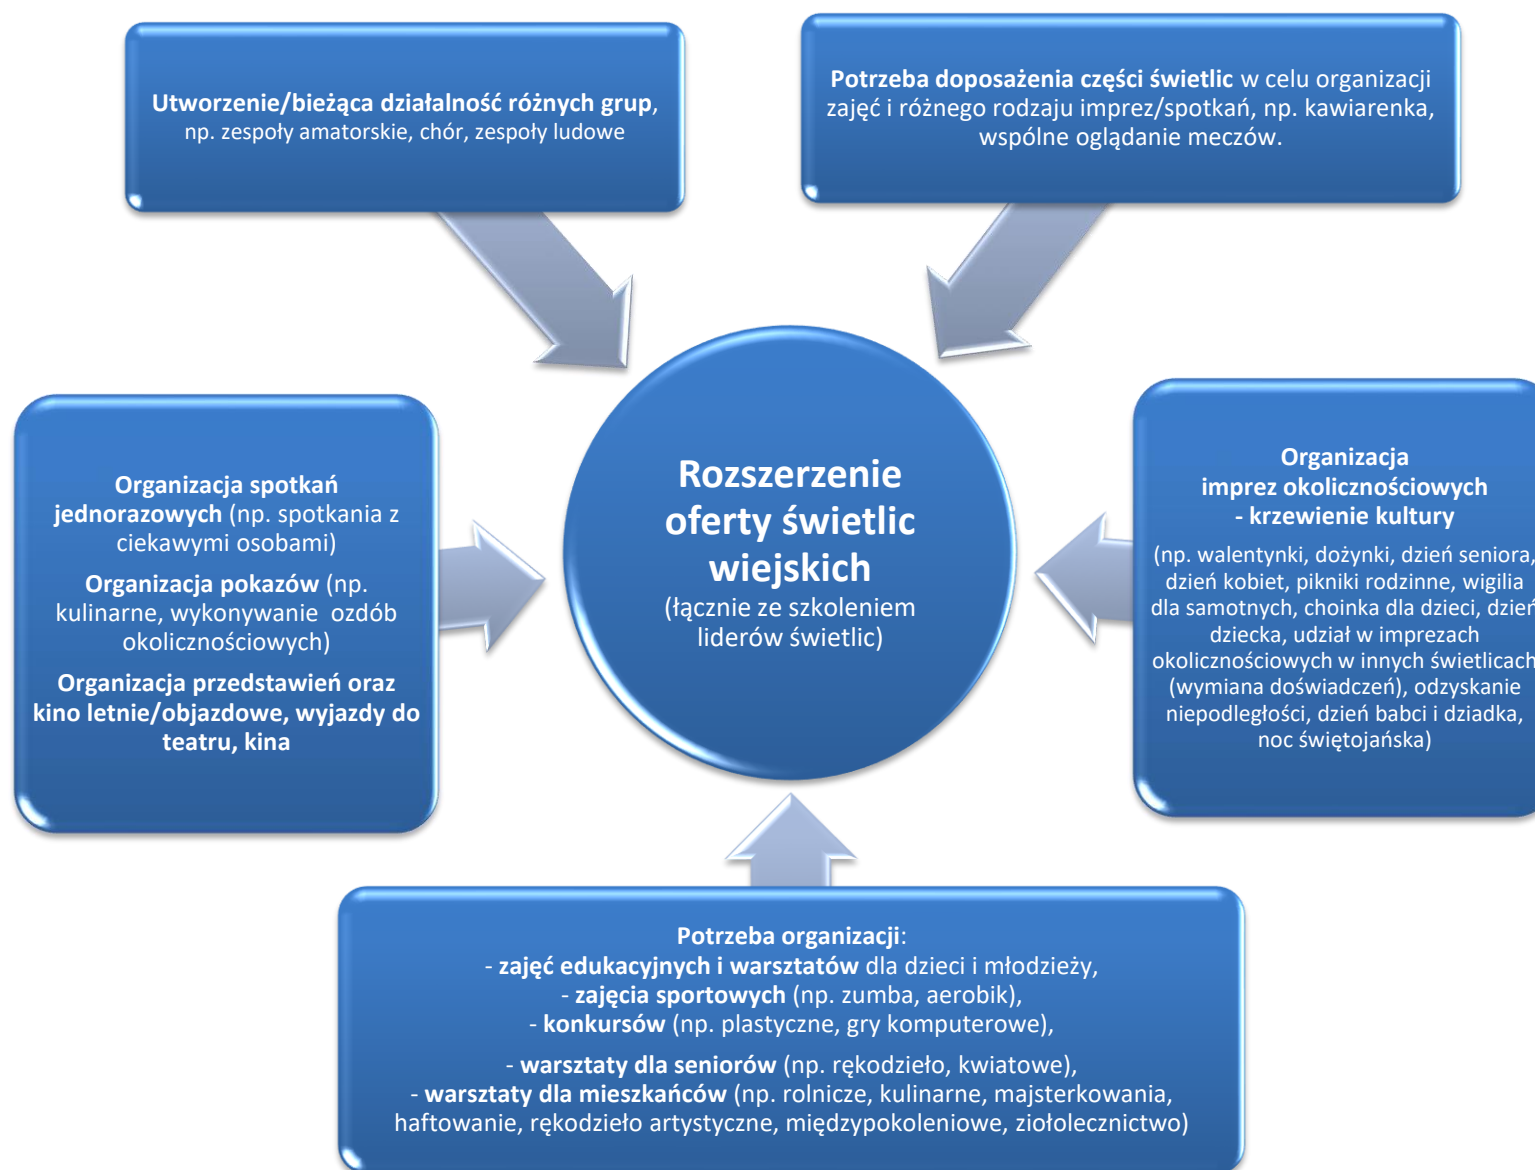 Utworzenie/bieżąca działalność różnych grup,
np. zespoły amatorskie, chór, zespoły ludowe
Potrzeba doposażenia części świetlic w celu organizacji
zajęć i różnego rodzaju imprez/spotkań, np. kawiarenka,
wspólne oglądanie meczów.
Organizacja spotkań
jednorazowych (np. spotkania z
ciekawymi osobami)
Organizacja pokazów (np.
kulinarne, wykonywanie ozdób
okolicznościowych)
Organizacja przedstawień oraz
kino letnie/objazdowe, wyjazdy do
teatru, kina
Rozszerzenie
oferty świetlic
wiejskich
(łącznie ze szkoleniem
liderów świetlic)
Organizacja
imprez okolicznościowych
- krzewienie kultury
(np. walentynki, dożynki, dzień seniora,
dzień kobiet, pikniki rodzinne, wigilia
dla samotnych, choinka dla dzieci, dzień
dziecka, udział w imprezach
okolicznościowych w innych świetlicach
(wymiana doświadczeń), odzyskanie
niepodległości, dzień babci i dziadka,
noc świętojańska)
Potrzeba organizacji:
- zajęć edukacyjnych i warsztatów dla dzieci i młodzieży,
- zajęcia sportowych (np. zumba, aerobik),
- konkursów (np. plastyczne, gry komputerowe),
- warsztaty dla seniorów (np. rękodzieło, kwiatowe),
- warsztaty dla mieszkańców (np. rolnicze, kulinarne, majsterkowania,
haftowanie, rękodzieło artystyczne, międzypokoleniowe, ziołolecznictwo)